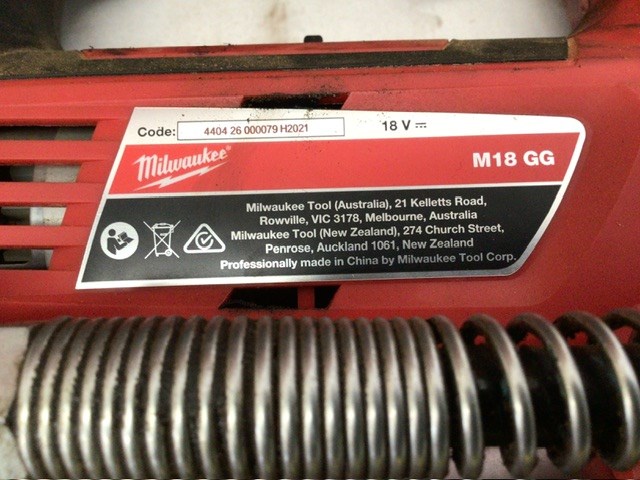 Code: 4404 26 000079 H2021 18 V ⎓
Milwaukee®
M18 GG
Milwaukee Tool (Australia), 21 Kelletts Road,
Rowville, VIC 3178, Melbourne, Australia
Milwaukee Tool (New Zealand), 274 Church Street,
Penrose, Auckland 1061, New Zealand
Professionally made in China by Milwaukee Tool Corp.